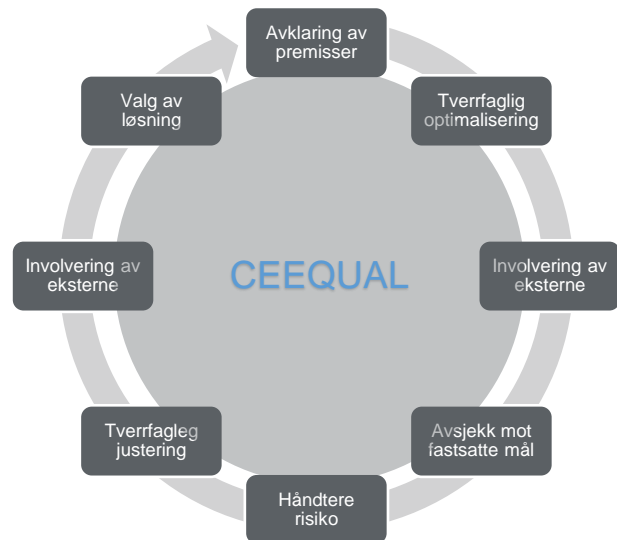 Avklaring av
premisser
Tverrfaglig
optimalisering
Involvering av
eksterne
Avsjekk mot
fastsatte mål
Håndtere
risiko
Tverrfagleg
justering
Involvering av
eksterne
Valg av
løsning
CEEQUAL